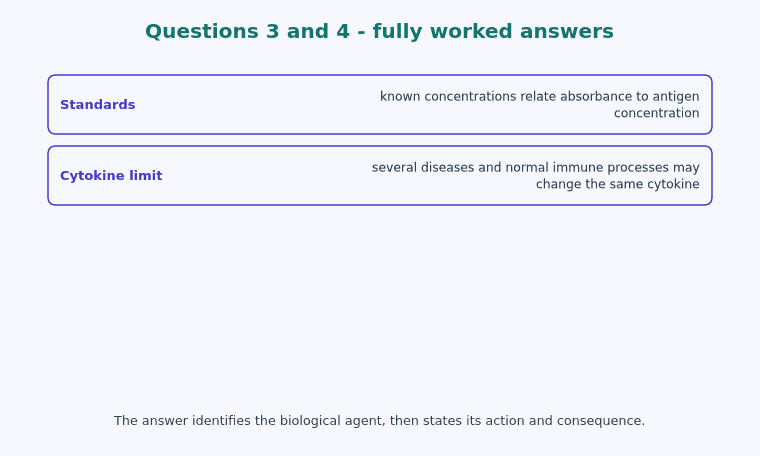 Questions 3 and 4 - fully worked answers
Standards
known concentrations relate absorbance to antigen
concentration
Cytokine limit
several diseases and normal immune processes may
change the same cytokine
The answer identifies the biological agent, then states its action and consequence.